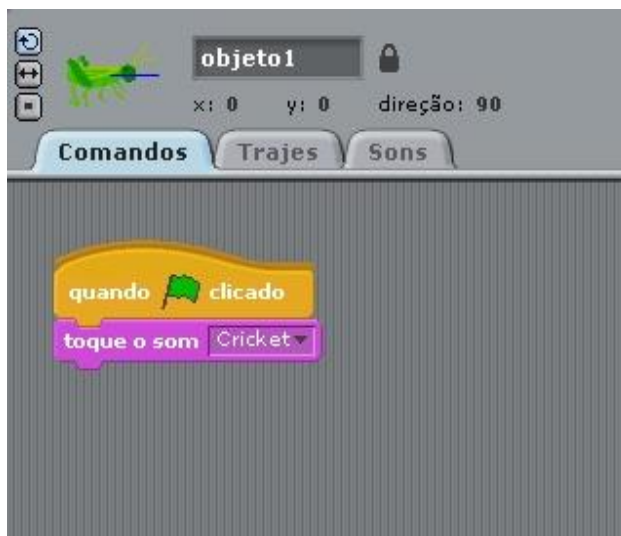 objeto1
x: 0 y: 0 direção: 90
Comandos Trajes Sons
quando clicado
toque o som Cricket